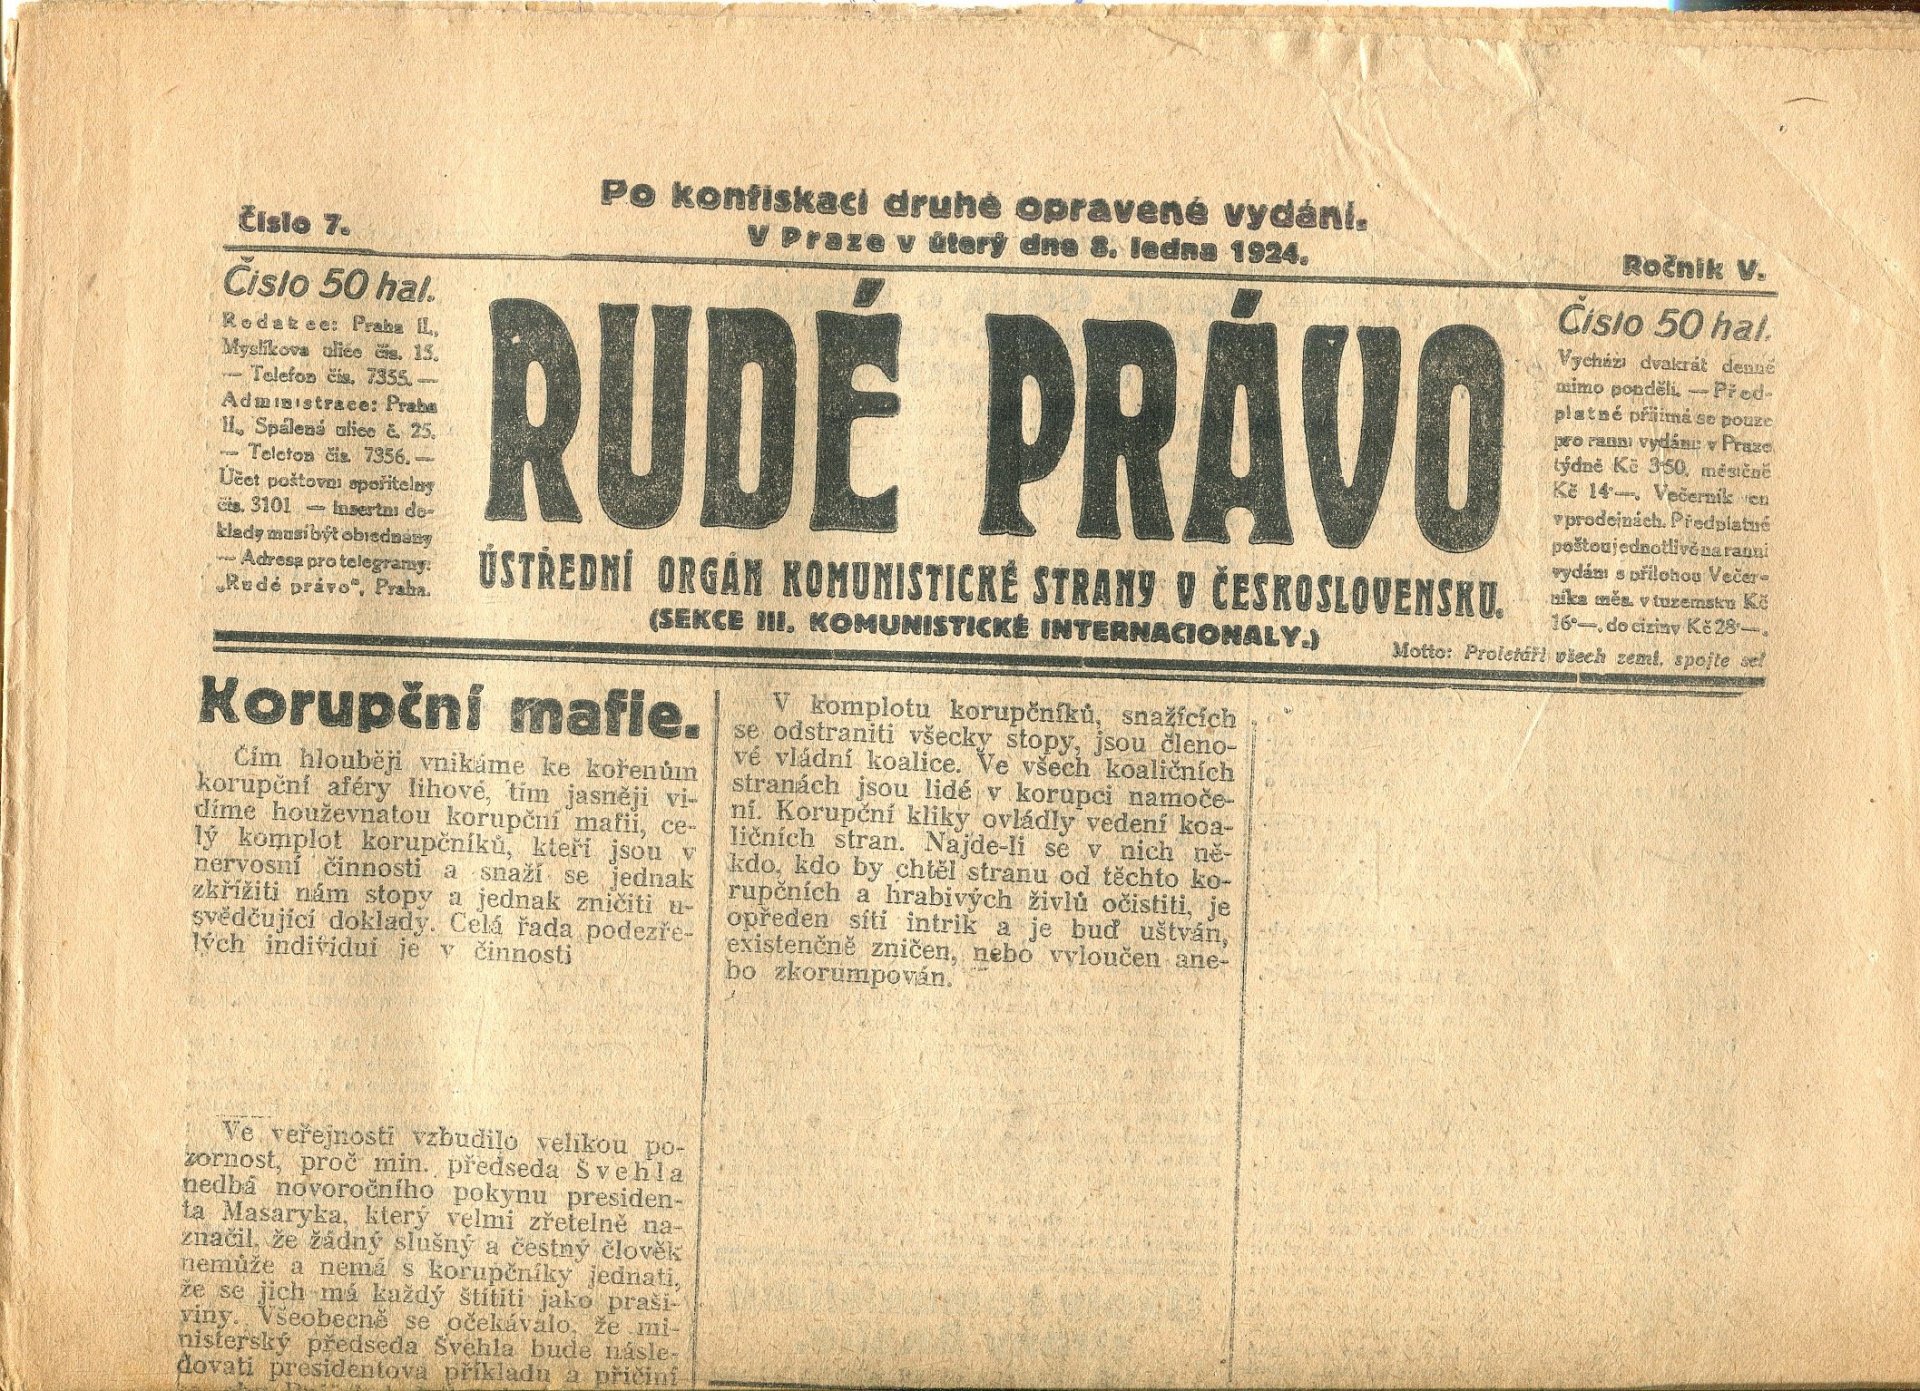 Číslo 7.
Po konfiskaci druhé opravené vydání.
V Praze v úterý dne 8. ledna 1924.
Ročník V.
Číslo 50 hal.
Redakce: Praha II.,
Myslíkova ulice čís. 15.
— Telefon čís. 7355. —
Administrace: Praha
II., Spálená ulice č. 25.
— Telefon čís. 7356. —
Účet poštovní spořitelny
čís. 3101 — Insertní do-
klady musí být objednány
— Adresa pro telegramy:
„Rudé právo“, Praha.
RUDÉ PRÁVO
ÚSTŘEDNÍ ORGÁN KOMUNISTICKÉ STRANY V ČESKOSLOVENSKU.
(SEKCE III. KOMUNISTICKÉ INTERNACIONALY.)
Číslo 50 hal.
Vychází dvakrát denně
mimo pondělí. — Před-
platné přijímá se pouze
pro ranní vydání v Praze
týdně Kč 3·50, měsíčně
Kč 14·—. Večerník jen
v prodejnách. Předplatné
poštou jednotlivě na ranní
vydání s přílohou Večer-
níka měs. v tuzemsku Kč
16·—, do ciziny Kč 28·—.
Motto: Proletáři všech zemí, spojte se!
Korupční mafie.
Čím hlouběji vnikáme ke kořenům
korupční aféry lihové, tím jasněji vi-
díme houževnatou korupční mafii, ce-
lý komplot korupčníků, kteří jsou v
nervosní činnosti a snaží se jednak
zkřížiti nám stopy a jednak zničiti u-
svědčující doklady. Celá řada podezře-
lých individuí je v činnosti
Ve veřejnosti vzbudilo velikou po-
zornost, proč min. předseda Švehla
nedbá novoročního pokynu presiden-
ta Masaryka, který velmi zřetelně na-
značil, že žádný slušný a čestný člověk
nemůže a nemá s korupčníky jednati,
že se jich má každý štítiti jako praši-
viny. Všeobecně se očekávalo, že mi-
nisterský předseda Švehla bude násle-
dovati presidentova příkladu a přičiní
V komplotu korupčníků, snažících
se odstraniti všecky stopy, jsou členo-
vé vládní koalice. Ve všech koaličních
stranách jsou lidé v korupci namoče-
ní. Korupční kliky ovládly vedení koa-
ličních stran. Najde-li se v nich ně-
kdo, kdo by chtěl stranu od těchto ko-
rupčních a hrabivých živlů očistiti, je
opředen sítí intrik a je buď uštván,
existenčně zničen, nebo vyloučen ane-
bo zkorumpován.